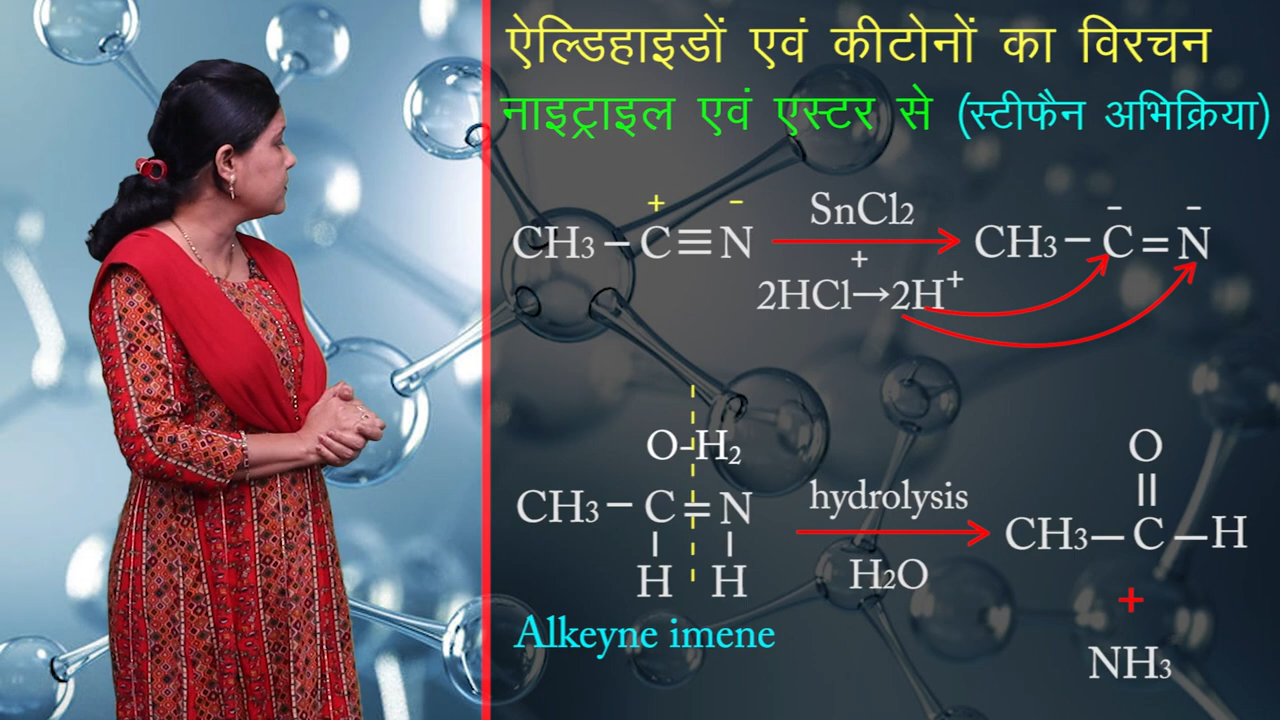 ऐल्डिहाइडों एवं कीटोनों का विरचन
नाइट्राइल एवं एस्टर से (स्टीफैन अभिक्रिया)
+ − SnCl2 − −
CH3 − C ≡ N → CH3 − C = N
+
2HCl→2H+
O-H2 O
CH3 − C = N hydrolysis → CH3 — C — H
H H H2O
+
Alkeyne imene
NH3